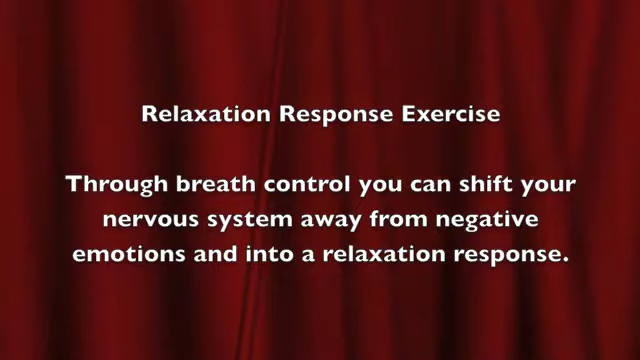 Relaxation Response Exercise
Through breath control you can shift your
nervous system away from negative
emotions and into a relaxation response.